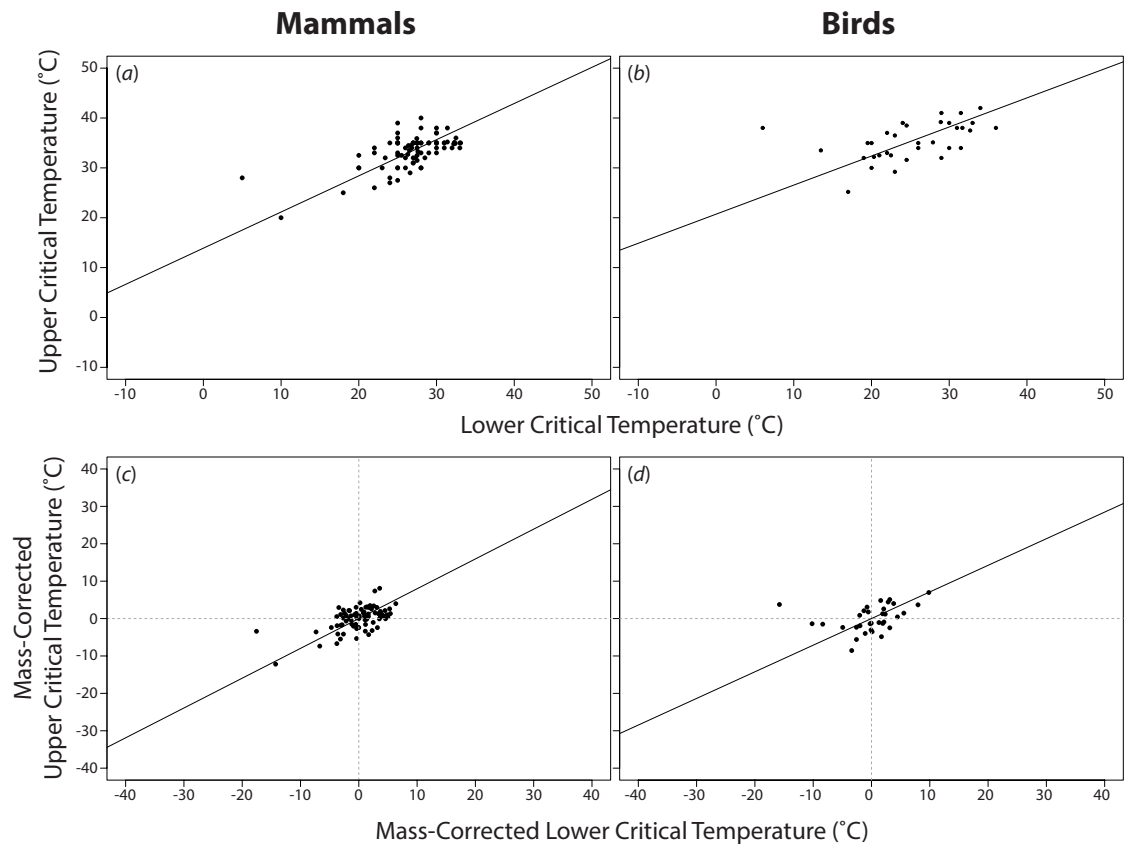 Mammals
Birds
(a)
(b)
Upper Critical Temperature (˚C)
50
40
30
20
10
0
-10
-10 0 10 20 30 40 50
-10 0 10 20 30 40 50
Lower Critical Temperature (˚C)
(c)
(d)
Mass-Corrected
Upper Critical Temperature (˚C)
40
30
20
10
0
-10
-20
-30
-40
-40 -30 -20 -10 0 10 20 30 40
-40 -30 -20 -10 0 10 20 30 40
Mass-Corrected Lower Critical Temperature (˚C)